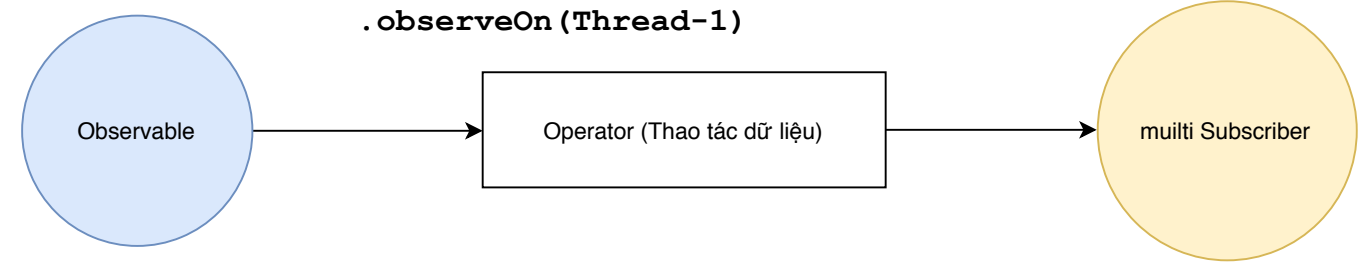 .observeOn(Thread-1)
Observable
Operator (Thao tác dữ liệu)
muilti Subscriber